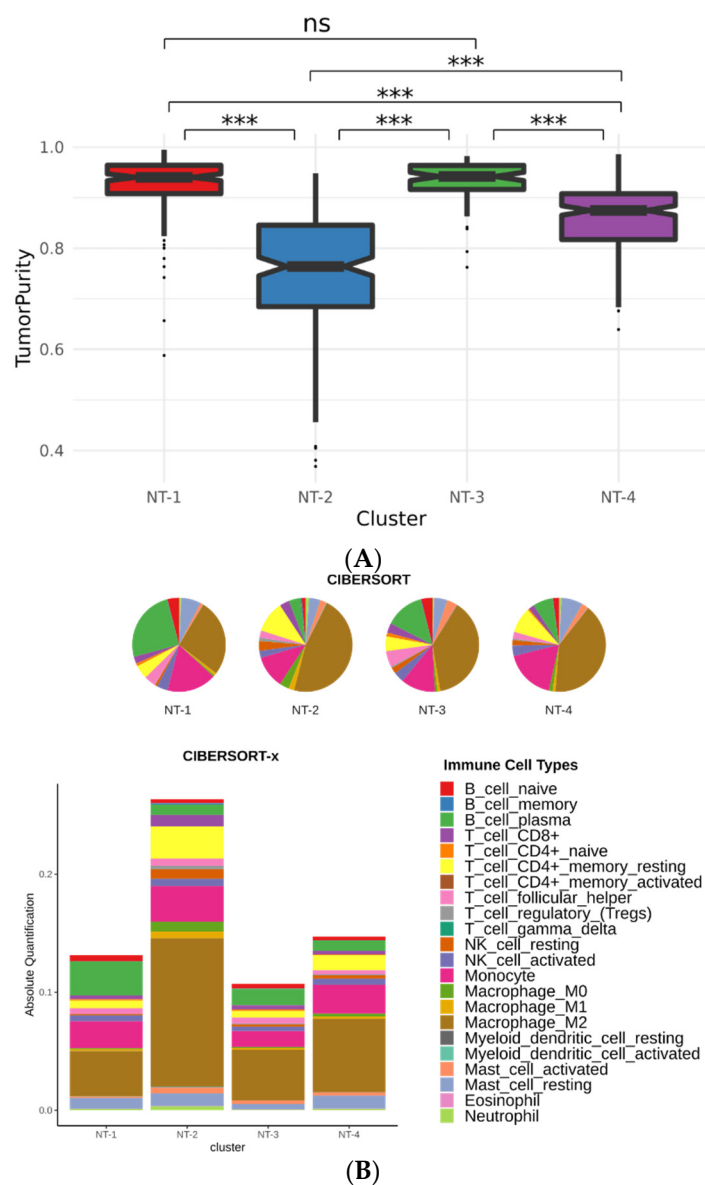 ns
***
***
*** *** ***
1.0
0.8
0.6
0.4
TumorPurity
NT-1 NT-2 NT-3 NT-4
Cluster
(A)
CIBERSORT
NT-1 NT-2 NT-3 NT-4
CIBERSORT-x
0.2
0.1
0.0
Absolute Quantification
NT-1 NT-2 NT-3 NT-4
cluster
Immune Cell Types
B_cell_naive
B_cell_memory
B_cell_plasma
T_cell_CD8+
T_cell_CD4+_naive
T_cell_CD4+_memory_resting
T_cell_CD4+_memory_activated
T_cell_follicular_helper
T_cell_regulatory_(Tregs)
T_cell_gamma_delta
NK_cell_resting
NK_cell_activated
Monocyte
Macrophage_M0
Macrophage_M1
Macrophage_M2
Myeloid_dendritic_cell_resting
Myeloid_dendritic_cell_activated
Mast_cell_activated
Mast_cell_resting
Eosinophil
Neutrophil
(B)